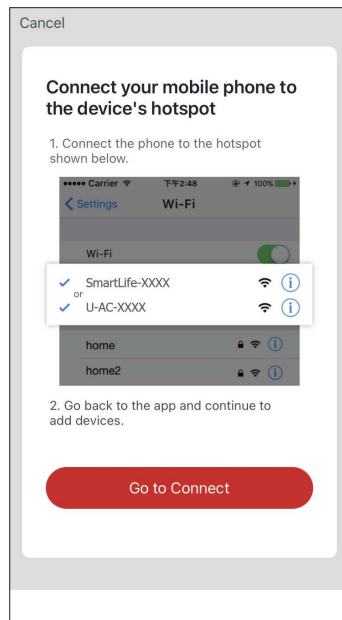 Cancel
Connect your mobile phone to
the device's hotspot
1. Connect the phone to the hotspot
shown below.
Carrier 下午2:48 100%
Settings Wi-Fi
Wi-Fi
SmartLife-XXXX
or
U-AC-XXXX
home
home2
2. Go back to the app and continue to
add devices.
Go to Connect